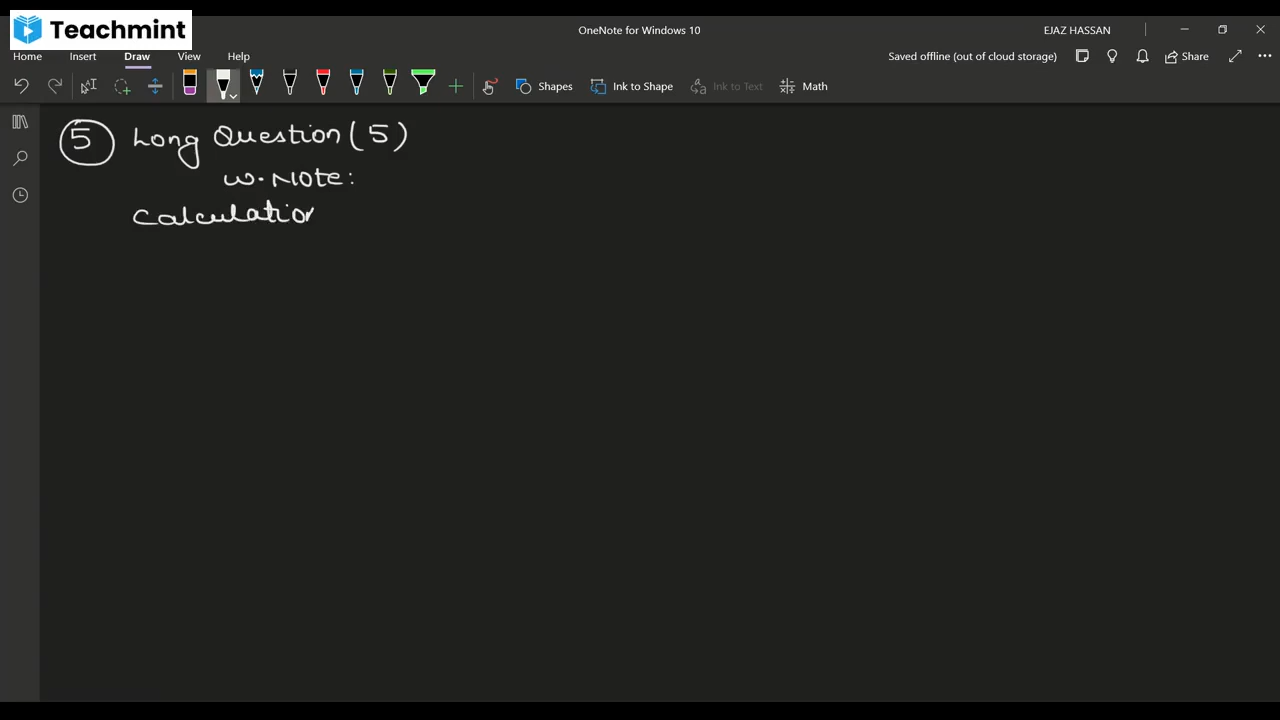 Teachmint
OneNote for Windows 10
EJAZ HASSAN
Home Insert Draw View Help
Saved offline (out of cloud storage)
Share
Shapes
Ink to Shape
Ink to Text
Math
5 Long Question (5)
W. Note:
Calculation